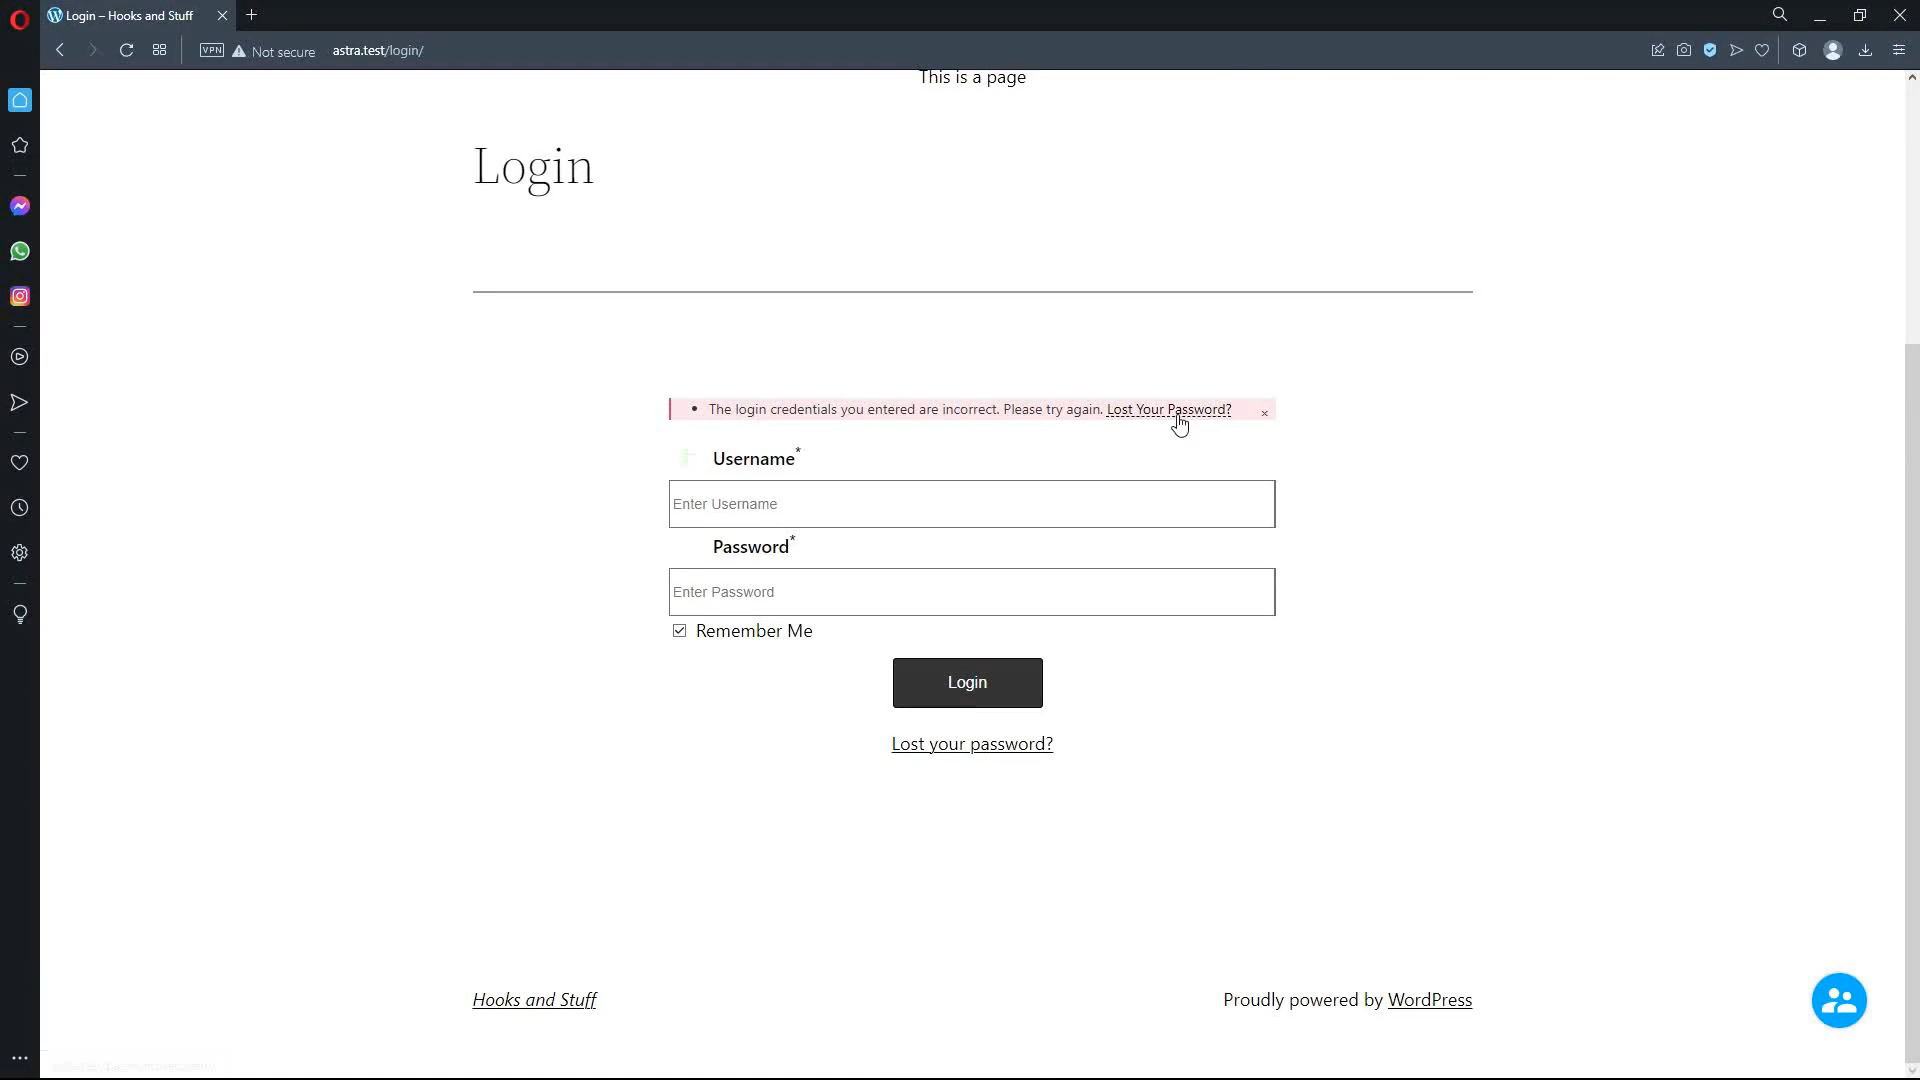 Login – Hooks and Stuff
VPN Not secure astra.test/login/
This is a page
Login
• The login credentials you entered are incorrect. Please try again. Lost Your Password? ×
Username*
Enter Username
Password*
Enter Password
Remember Me
Login
Lost your password?
Hooks and Stuff
Proudly powered by WordPress